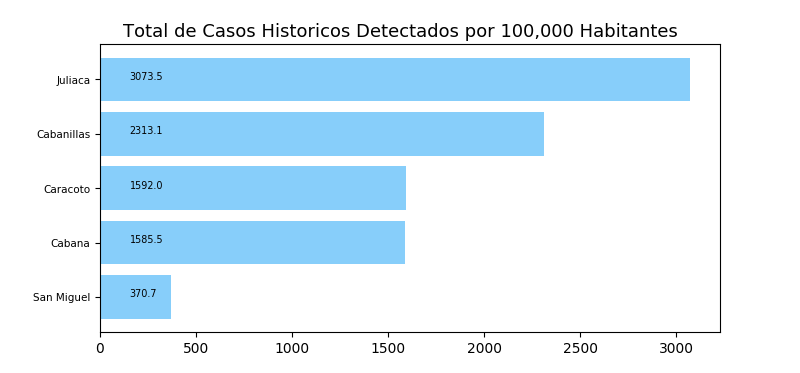 Total de Casos Historicos Detectados por 100,000 Habitantes
Juliaca 3073.5
Cabanillas 2313.1
Caracoto 1592.0
Cabana 1585.5
San Miguel 370.7
0 500 1000 1500 2000 2500 3000